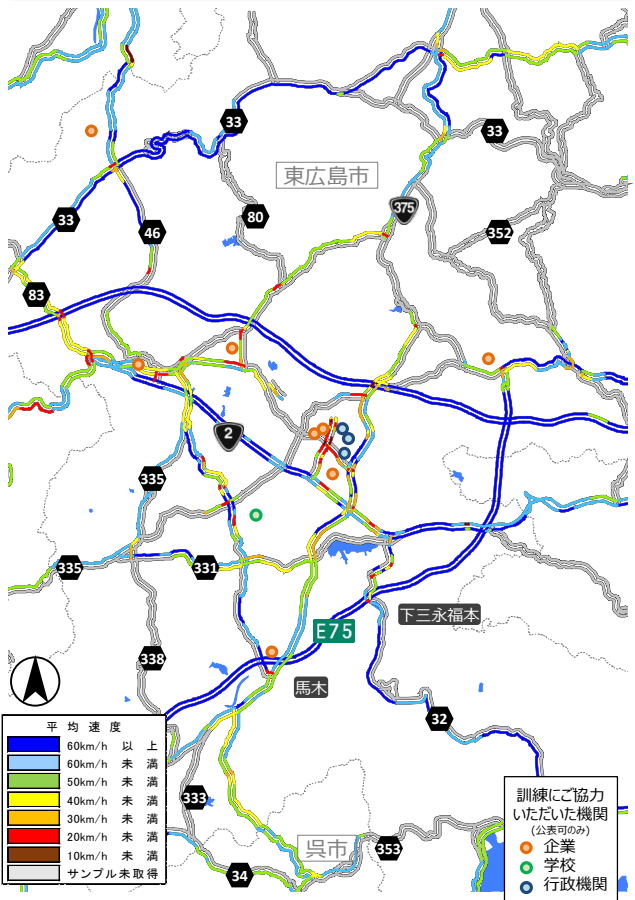 33
33
東広島市
375
33
80
46
352
83
2
335
335
331
下三永福本
E75
338
馬木
32
平均速度
60km/h 以上
60km/h 未満
50km/h 未満
40km/h 未満
30km/h 未満
20km/h 未満
10km/h 未満
サンプル未取得
333
呉市
353
34
訓練にご協力
いただいた機関
(公表可のみ)
企業
学校
行政機関